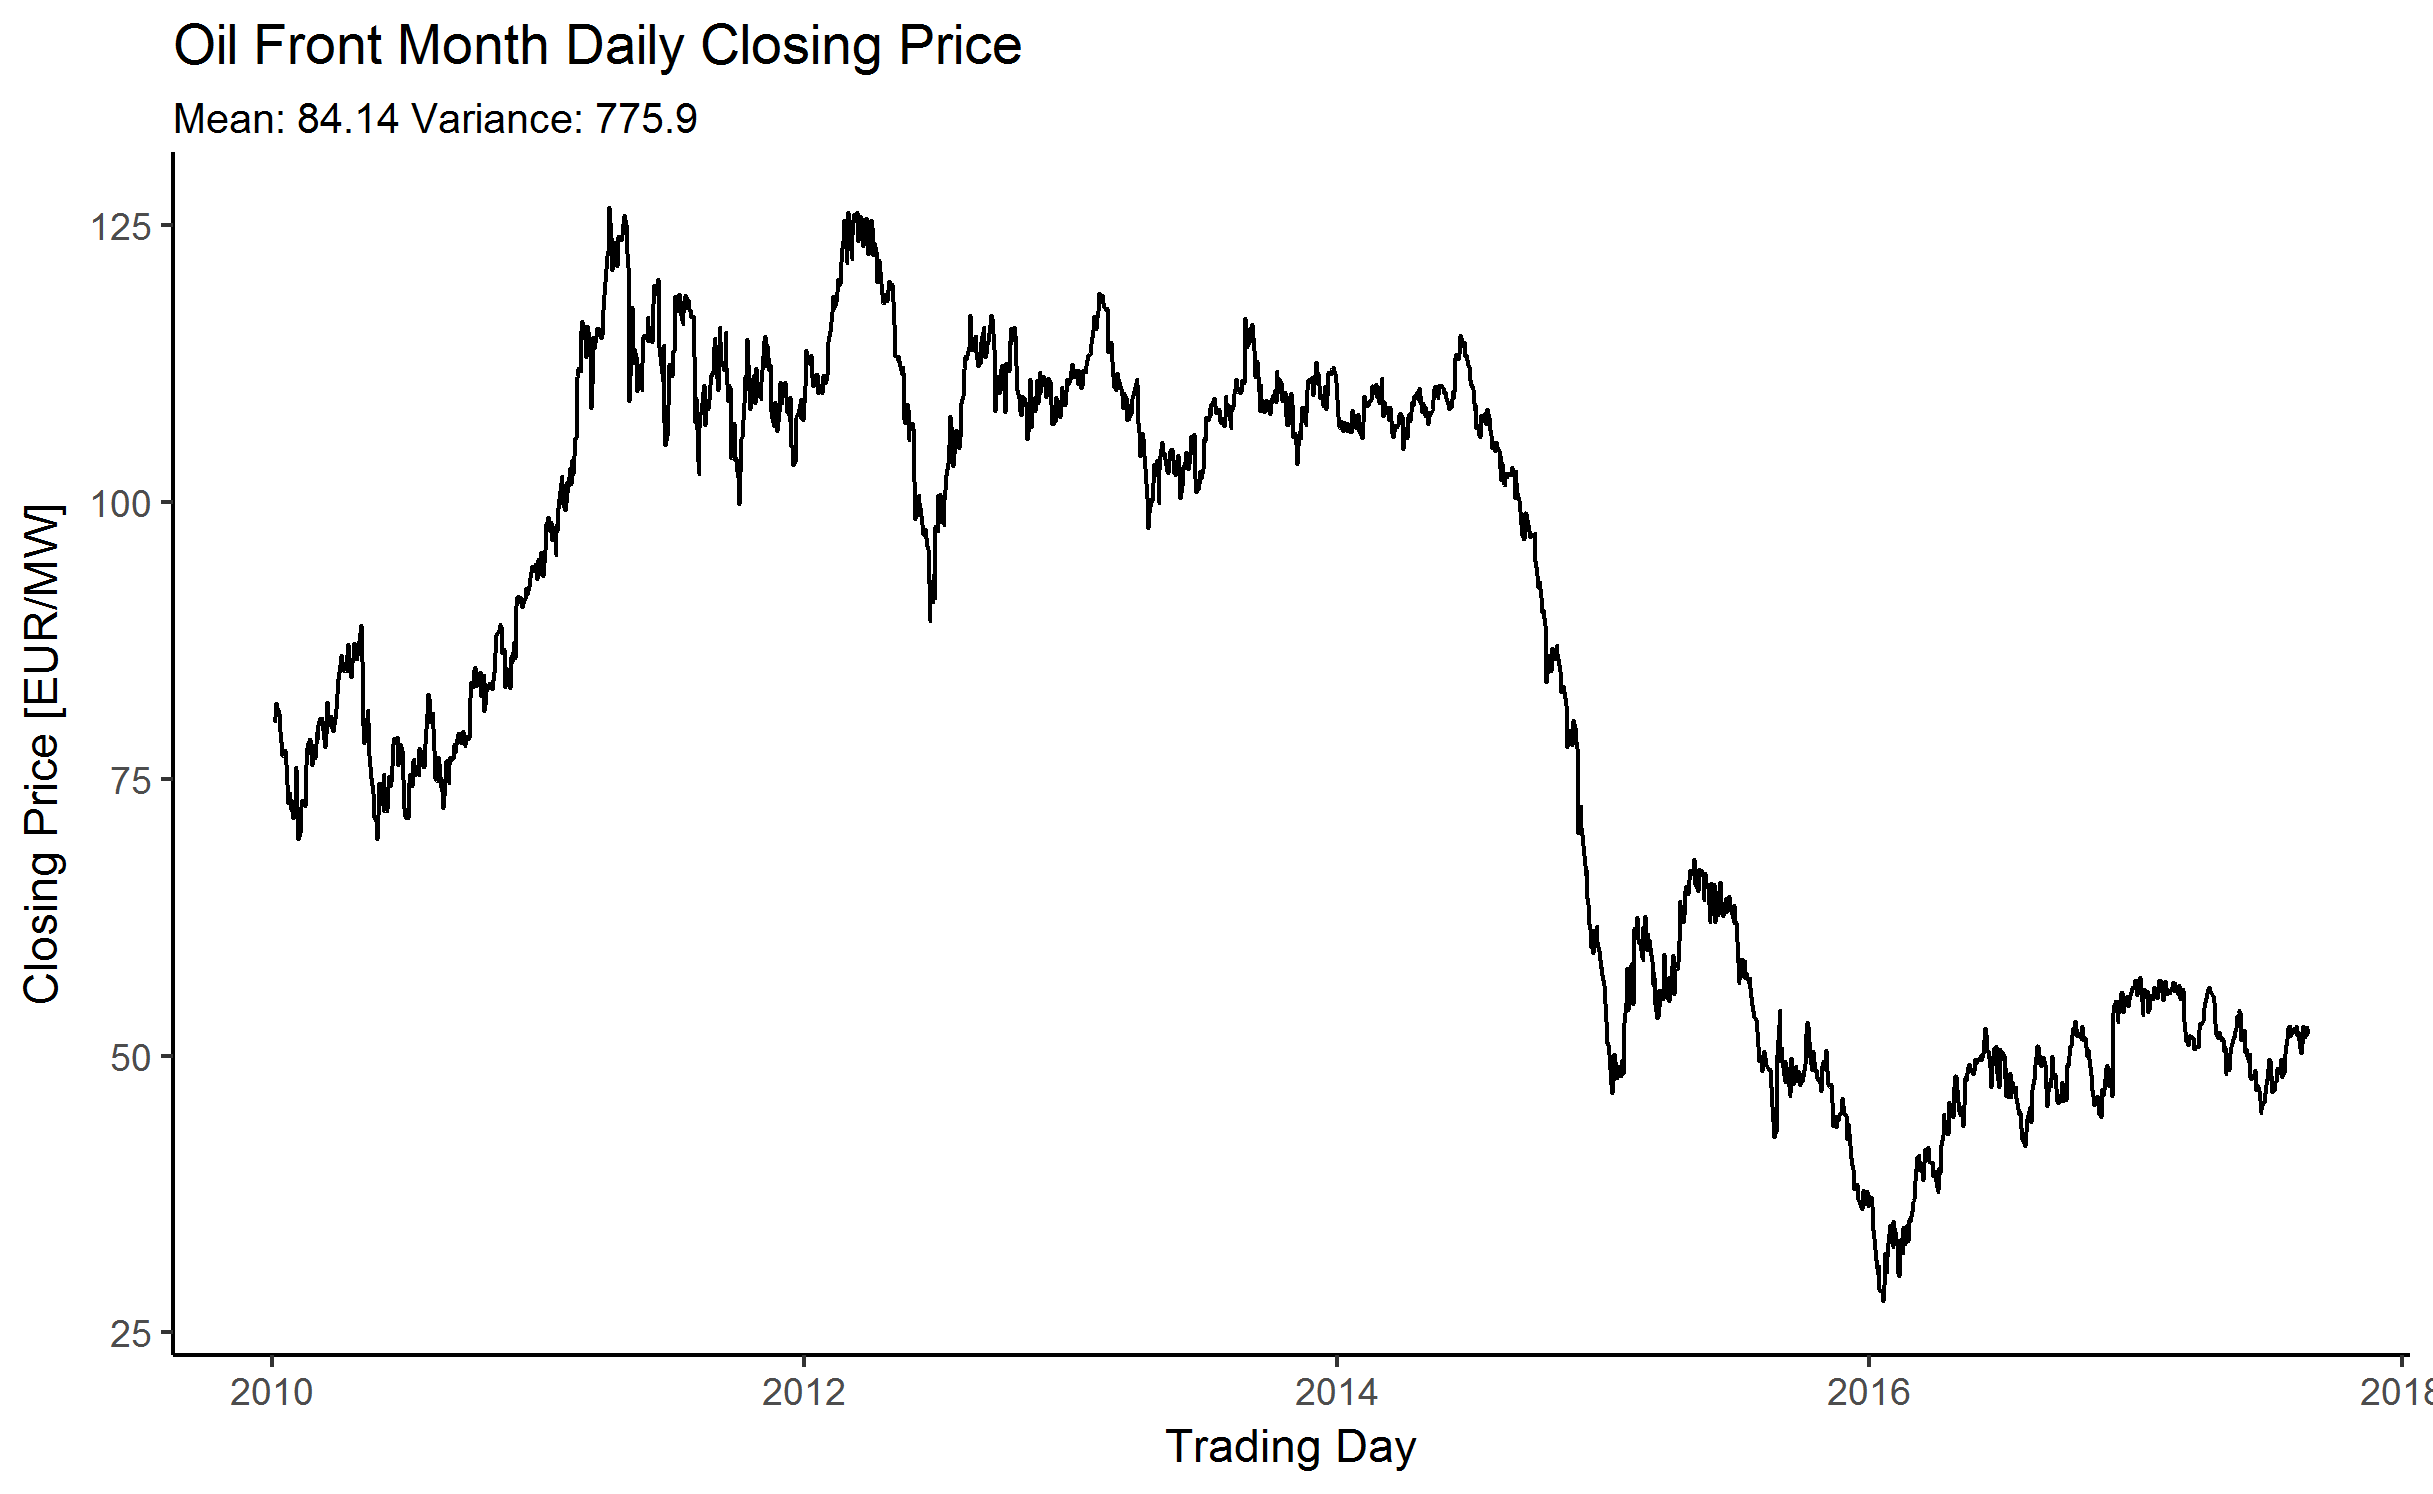 Oil Front Month Daily Closing Price
Mean: 84.14 Variance: 775.9
Closing Price [EUR/MW]
125
100
75
50
25
2010 2012 2014 2016 2018
Trading Day